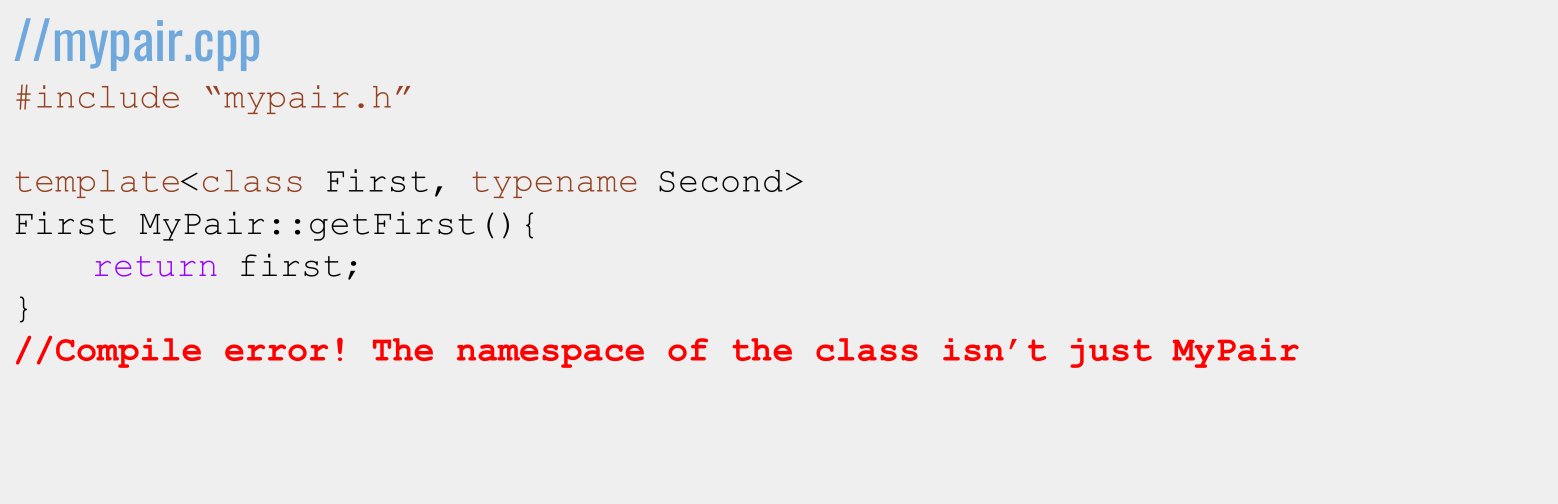 //mypair.cpp
#include “mypair.h”
template<class First, typename Second>
First MyPair::getFirst(){
return first;
}
//Compile error! The namespace of the class isn’t just MyPair